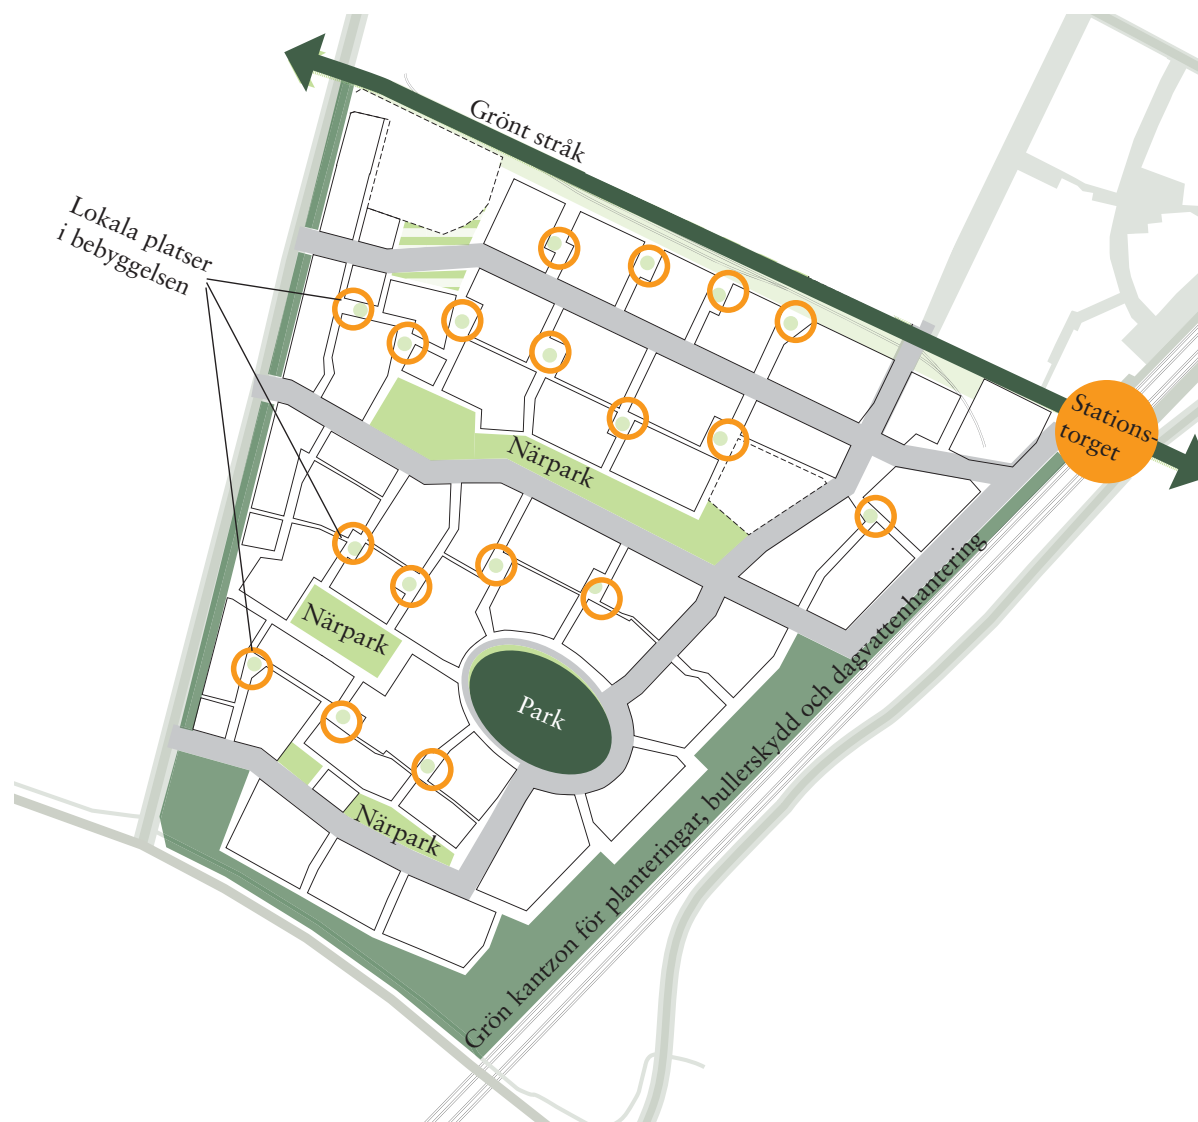 Grönt stråk
Lokala platser
i bebyggelsen
Stations-
torget
Närpark
Närpark
Park
Närpark
Grön kantzon för planteringar, bullerskydd och dagvattenhantering